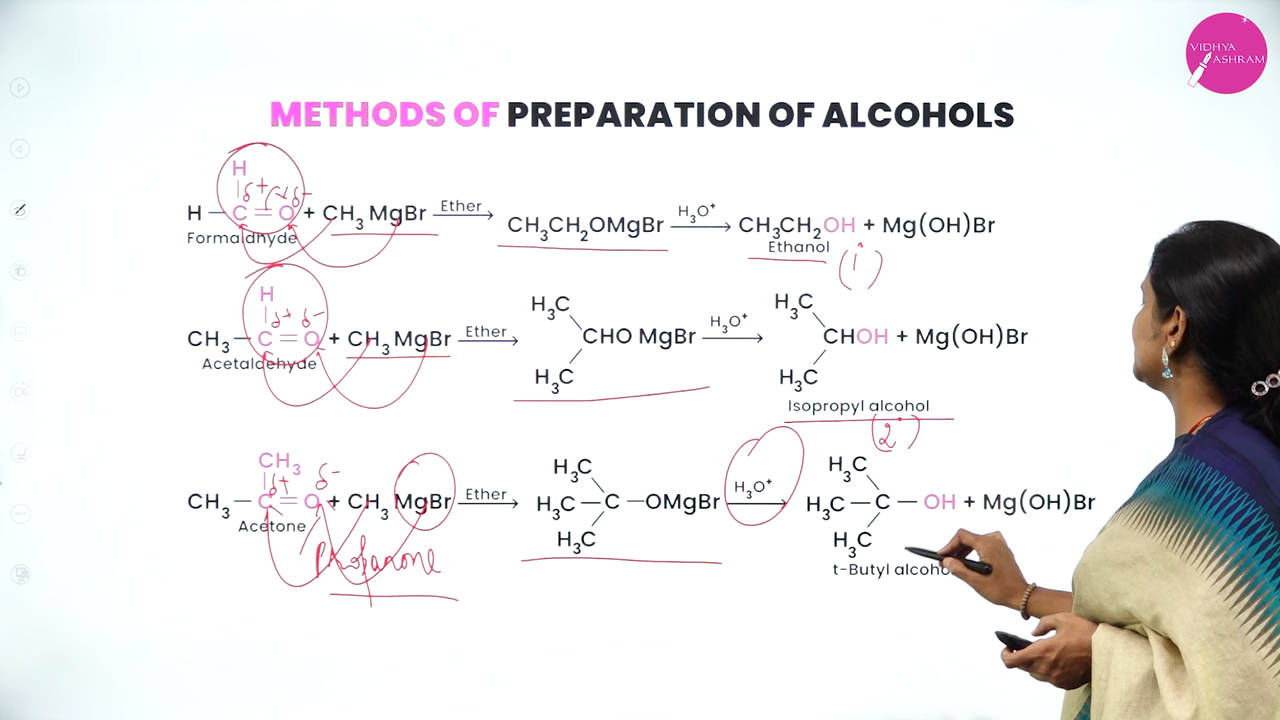 VIDHYA
ASHRAM
METHODS OF PREPARATION OF ALCOHOLS
H
δ+ δ-
H — C = O + CH₃ MgBr Ether CH₃CH₂OMgBr H₃O⁺ CH₃CH₂OH + Mg(OH)Br
Formaldhyde
Ethanol
(1°)
H
δ+ δ-
H₃C H₃C
CH₃ — C = O + CH₃ MgBr Ether CHO MgBr H₃O⁺ CHOH + Mg(OH)Br
Acetaldehyde
H₃C H₃C
Isopropyl alcohol
(2°)
CH₃
δ+ δ-
H₃C H₃C
CH₃ — C = O + CH₃ MgBr Ether H₃C — C — OMgBr H₃O⁺ H₃C — C — OH + Mg(OH)Br
Acetone
H₃C H₃C
Propanone
t-Butyl alcoho